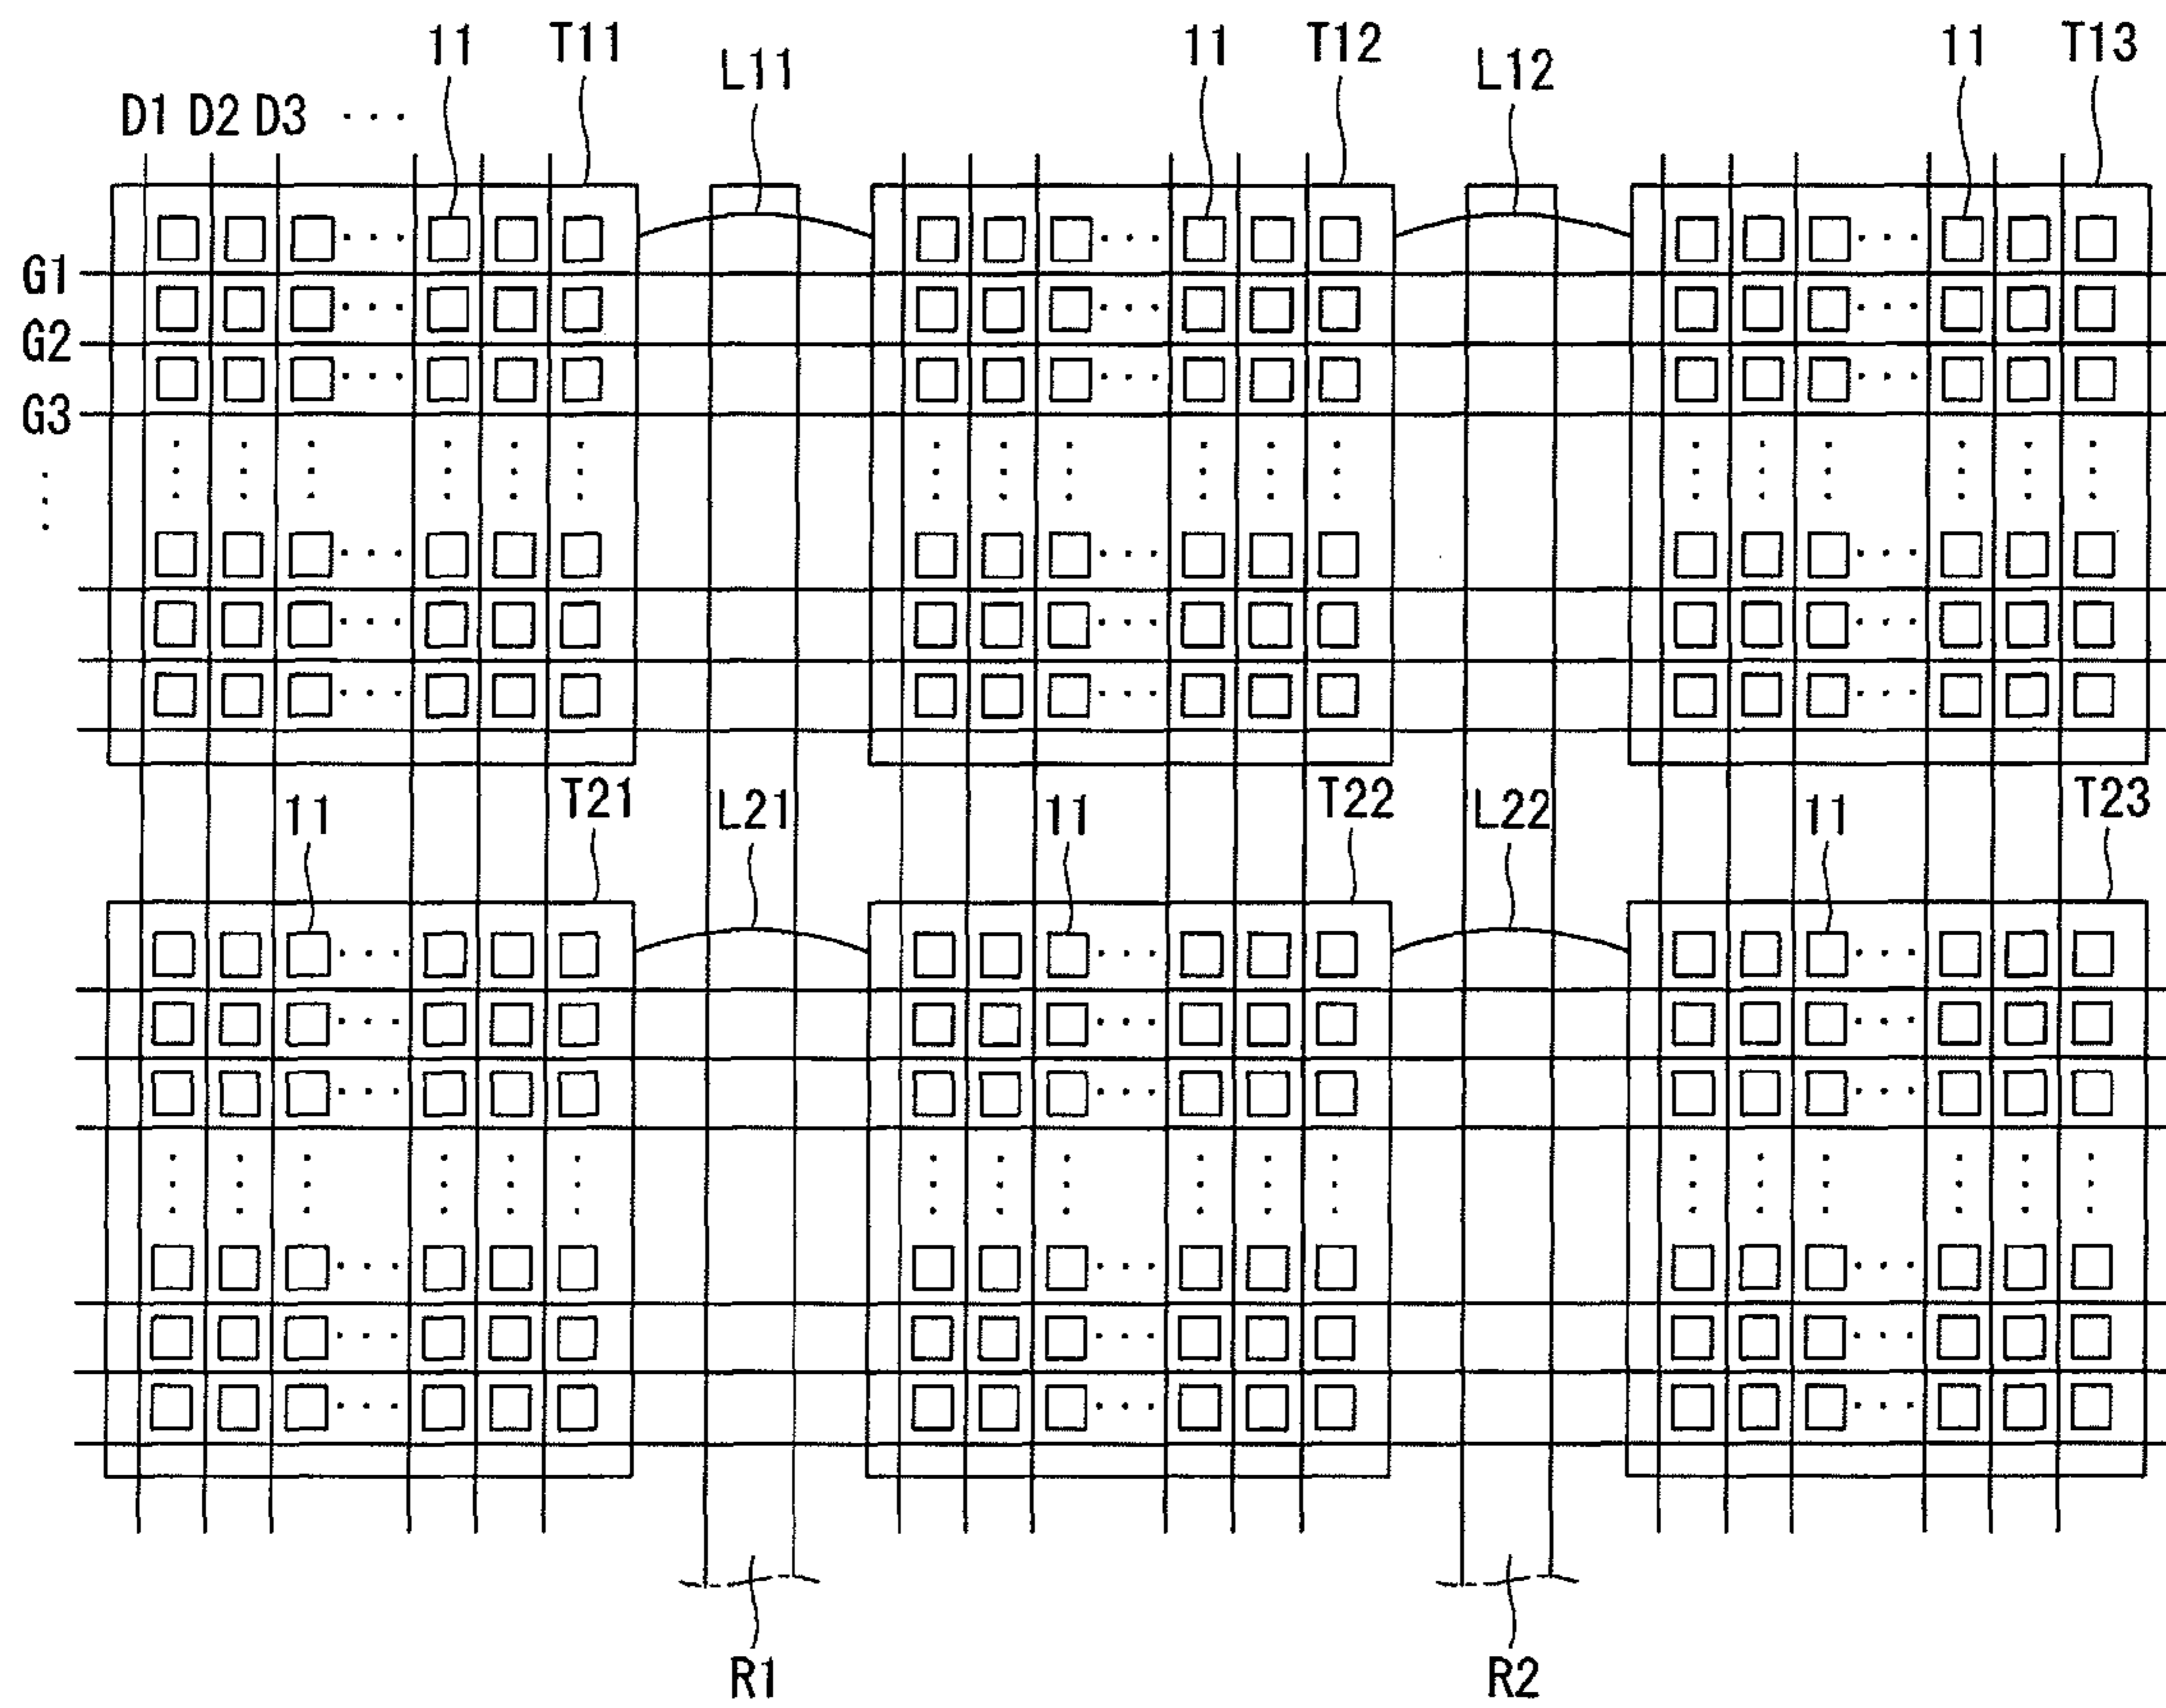 11 T11 11 T12 11 T13
L11 L12
D1 D2 D3 ...
G1
G2
G3
T21 T22 T23
11 L21 11 L22 11
R1 R2